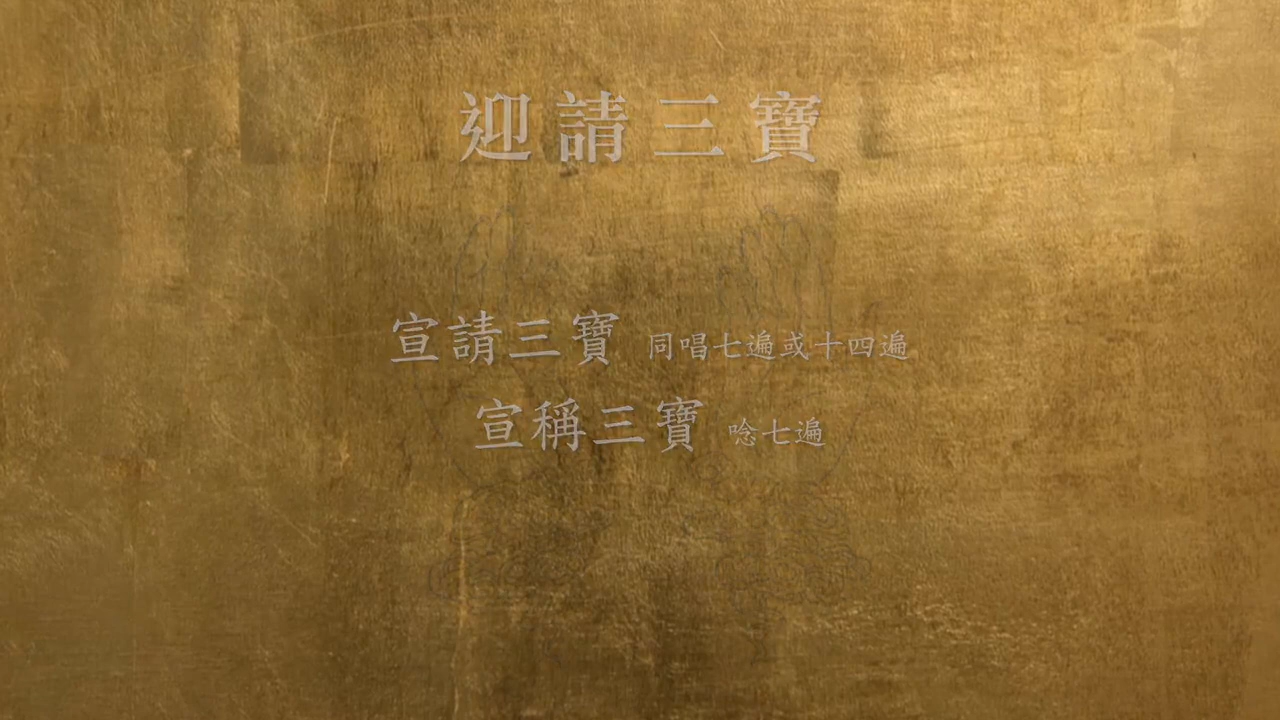 迎請三寶
宣請三寶 同唱七遍或十四遍
宣稱三寶 唸七遍